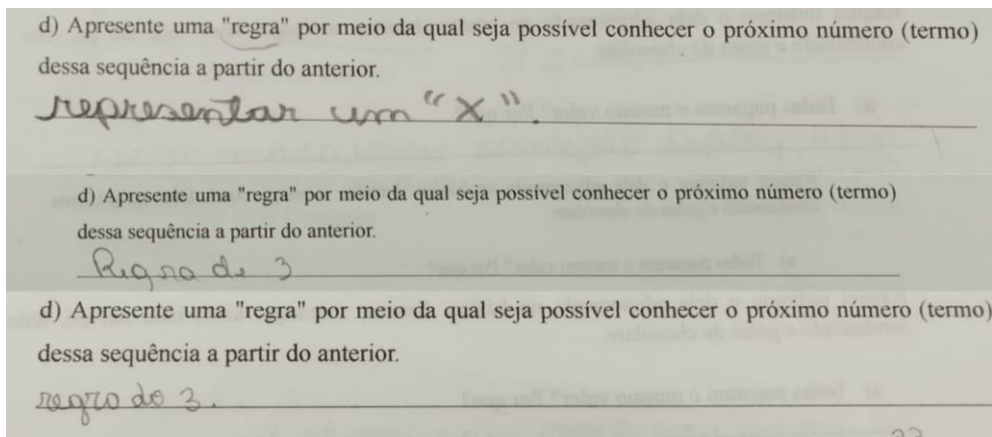 d) Apresente uma "regra" por meio da qual seja possível conhecer o próximo número (termo)
dessa sequência a partir do anterior.
representar um "x".
d) Apresente uma "regra" por meio da qual seja possível conhecer o próximo número (termo)
dessa sequência a partir do anterior.
Regra de 3
d) Apresente uma "regra" por meio da qual seja possível conhecer o próximo número (termo)
dessa sequência a partir do anterior.
regra do 3.